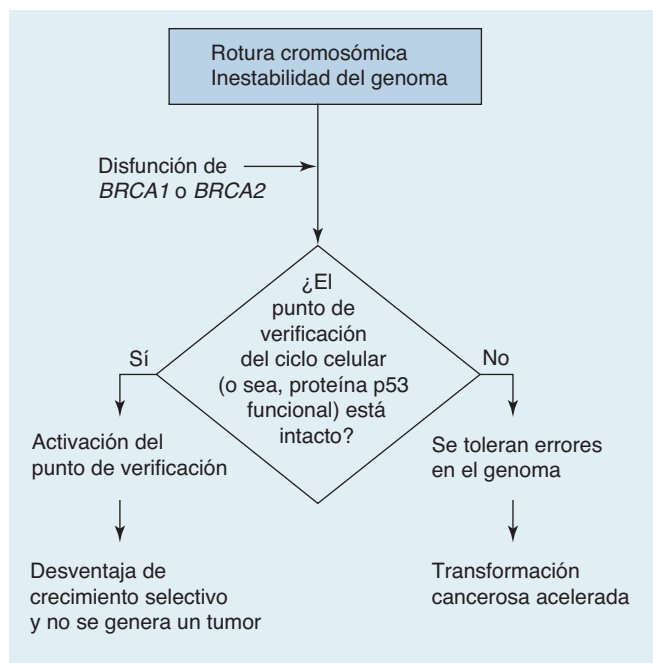 Rotura cromosómica
Inestabilidad del genoma
Disfunción de
BRCA1 o BRCA2
¿El
punto de
verificación
del ciclo celular
(o sea, proteína p53
funcional) está
intacto?
Sí
No
Activación del
punto de verificación
Se toleran errores
en el genoma
Desventaja de
crecimiento selectivo
y no se genera un tumor
Transformación
cancerosa acelerada